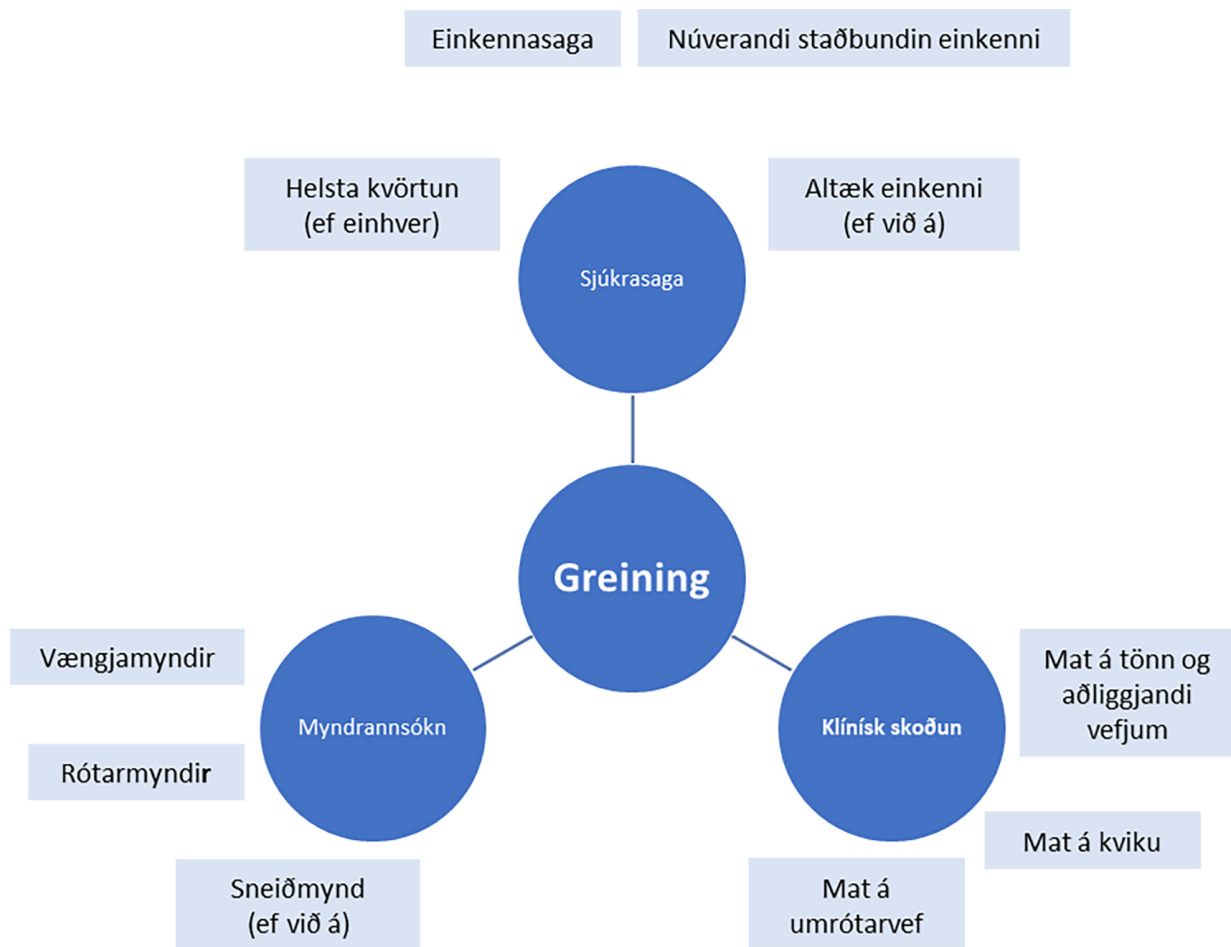 Einkennasaga
Núverandi staðbundin einkenni
Helsta kvörtun
(ef einhver)
Altæk einkenni
(ef við á)
Sjúkrasaga
Greining
Vængjamyndir
Myndrannsókn
Rótarmyndir
Sneiðmynd
(ef við á)
Klínísk skoðun
Mat á tönn og
aðliggjandi
vefjum
Mat á kviku
Mat á
umrótarvef